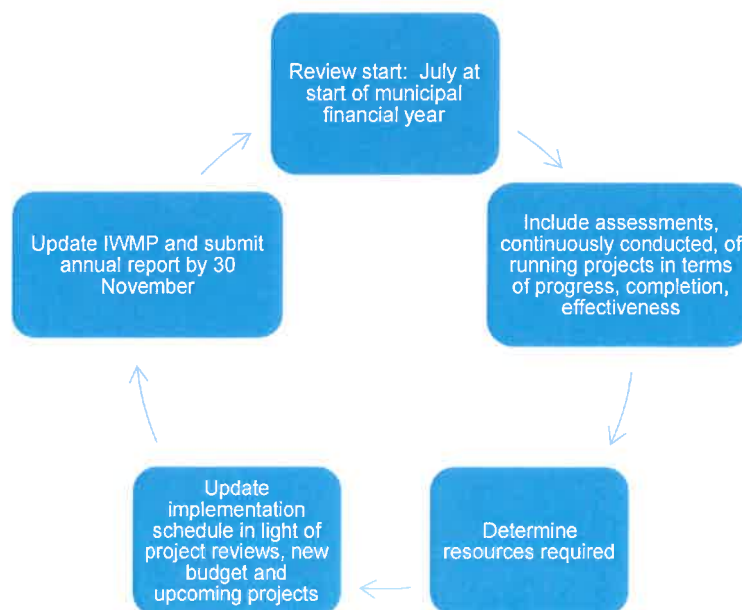 Review start: July at
start of municipal
financial year
Include assessments,
continuously conducted, of
running projects in terms
of progress, completion,
effectiveness
Determine
resources required
Update
implementation
schedule in light of
project reviews, new
budget and
upcoming projects
Update IWMP and submit
annual report by 30
November